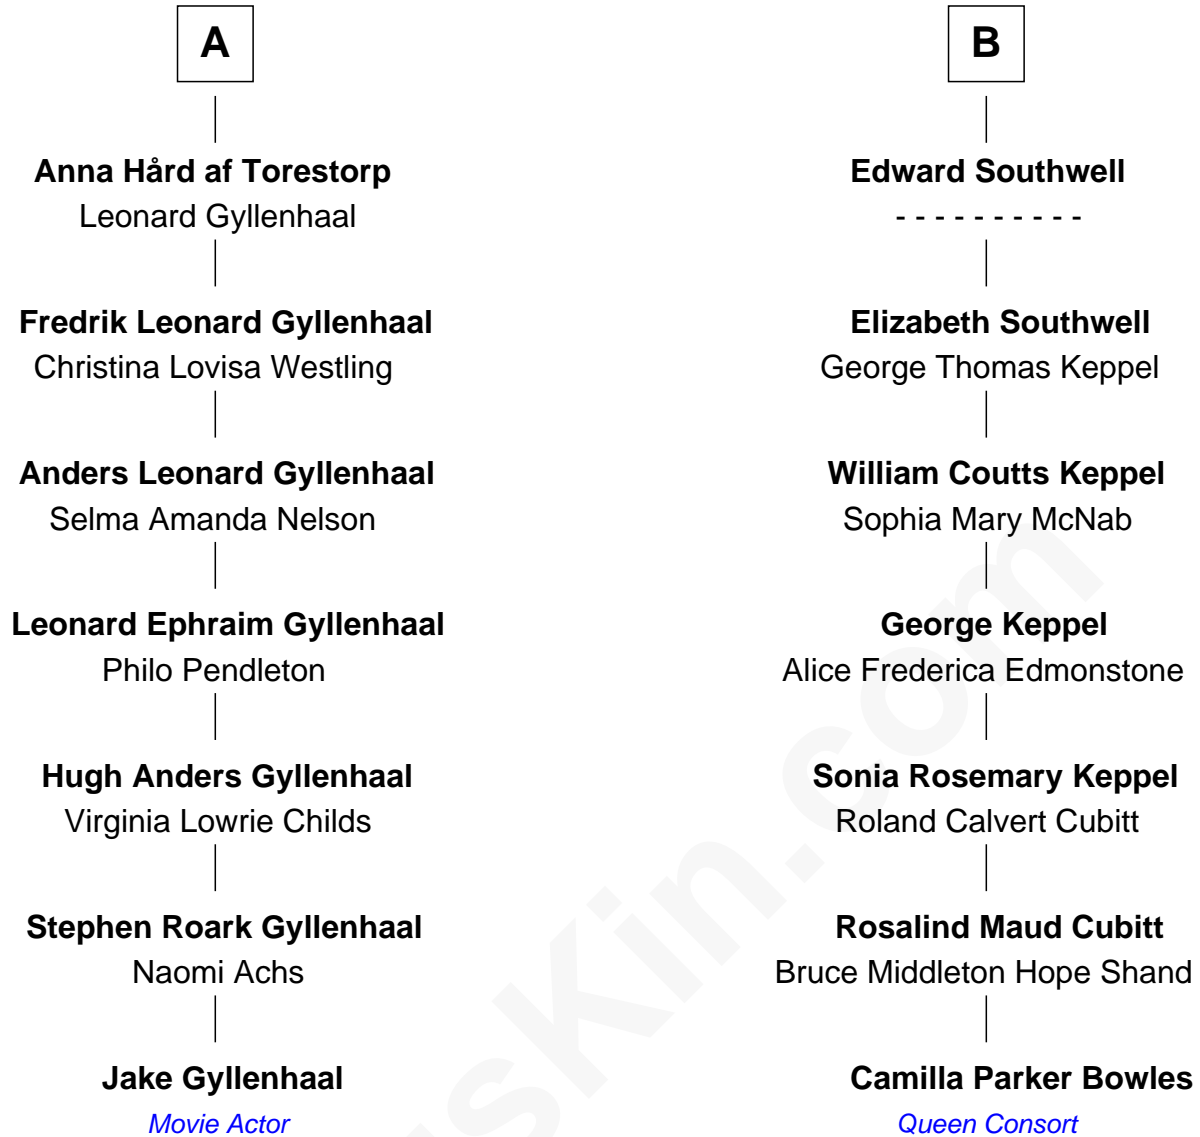 A
Anna Hård af Torestorp
Leonard Gyllenhaal
Fredrik Leonard Gyllenhaal
Christina Lovisa Westling
Anders Leonard Gyllenhaal
Selma Amanda Nelson
Leonard Ephraim Gyllenhaal
Philo Pendleton
Hugh Anders Gyllenhaal
Virginia Lowrie Childs
Stephen Roark Gyllenhaal
Naomi Achs
Jake Gyllenhaal
Movie Actor
B
Edward Southwell
- - - - - - - - - -
Elizabeth Southwell
George Thomas Keppel
William Coutts Keppel
Sophia Mary McNab
George Keppel
Alice Frederica Edmonstone
Sonia Rosemary Keppel
Roland Calvert Cubitt
Rosalind Maud Cubitt
Bruce Middleton Hope Shand
Camilla Parker Bowles
Queen Consort
sKin.com